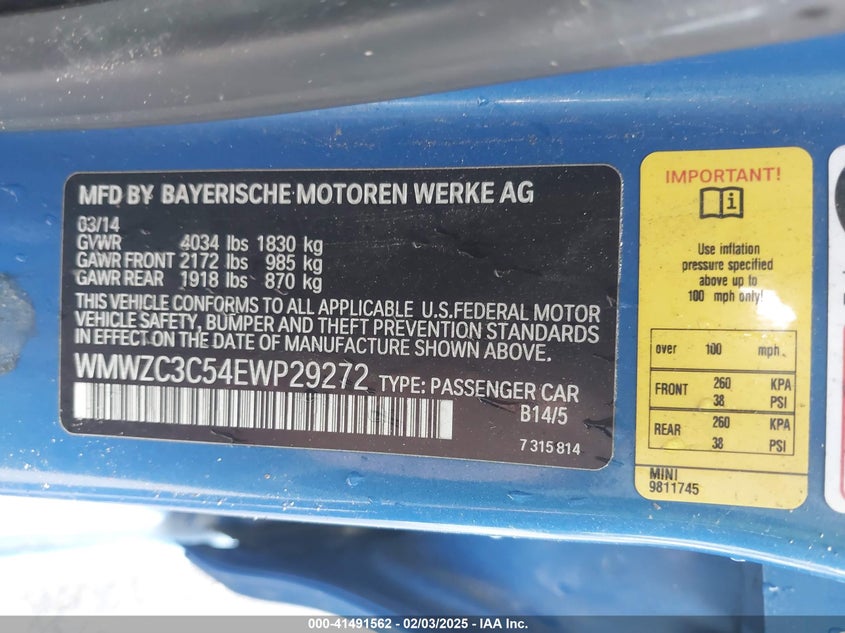 MFD BY BAYERISCHE MOTOREN WERKE AG
03/14
GVWR 4034 lbs 1830 kg
GAWR FRONT 2172 lbs 985 kg
GAWR REAR 1918 lbs 870 kg
THIS VEHICLE CONFORMS TO ALL APPLICABLE U.S.FEDERAL MOTOR
VEHICLE SAFETY, BUMPER AND THEFT PREVENTION STANDARDS
IN EFFECT ON THE DATE OF MANUFACTURE SHOWN ABOVE.
WMWZC3C54EWP29272 TYPE: PASSENGER CAR
B14/5
7 315 814
IMPORTANT!
Use inflation
pressure specified
above up to
100 mph only!
over 100 mph.
FRONT 260 KPA
38 PSI
REAR 260 KPA
38 PSI
MINI
9811745
000-41491562 - 02/03/2025 - © IAA Holdings, LLC.